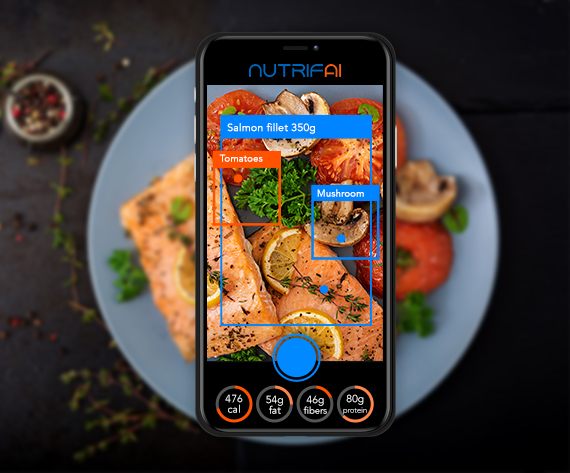 NUTRIFAI
Salmon fillet 350g
Tomatoes
Mushroom
476
cal
54g
fat
46g
fibers
80g
protein